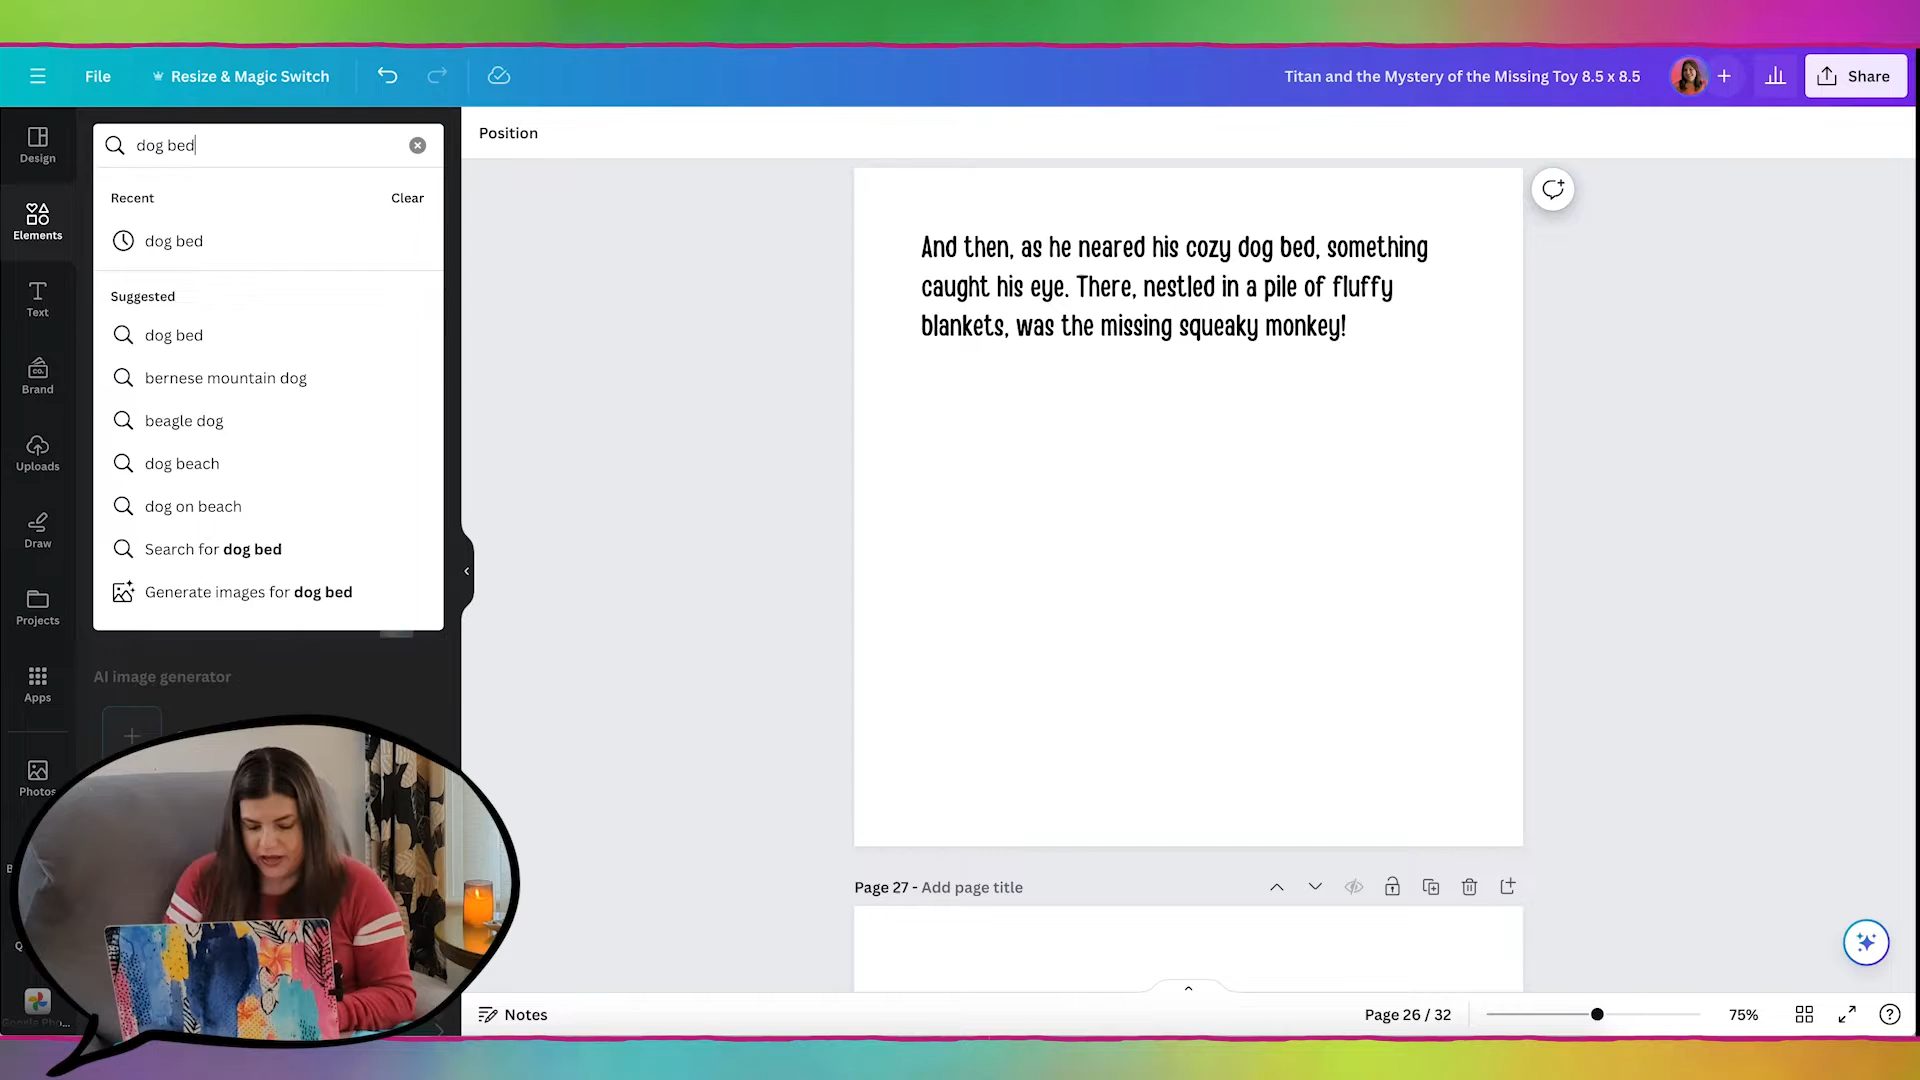 File
Resize & Magic Switch
Titan and the Mystery of the Missing Toy 8.5 x 8.5
Share
Design
Elements
Text
Brand
co.
Uploads
Draw
Projects
Apps
Photos
dog bed
Recent
Clear
dog bed
Suggested
dog bed
bernese mountain dog
beagle dog
dog beach
dog on beach
Search for dog bed
Generate images for dog bed
AI image generator
Position
And then, as he neared his cozy dog bed, something
caught his eye. There, nestled in a pile of fluffy
blankets, was the missing squeaky monkey!
Page 27 - Add page title
Notes
Page 26 / 32
75%